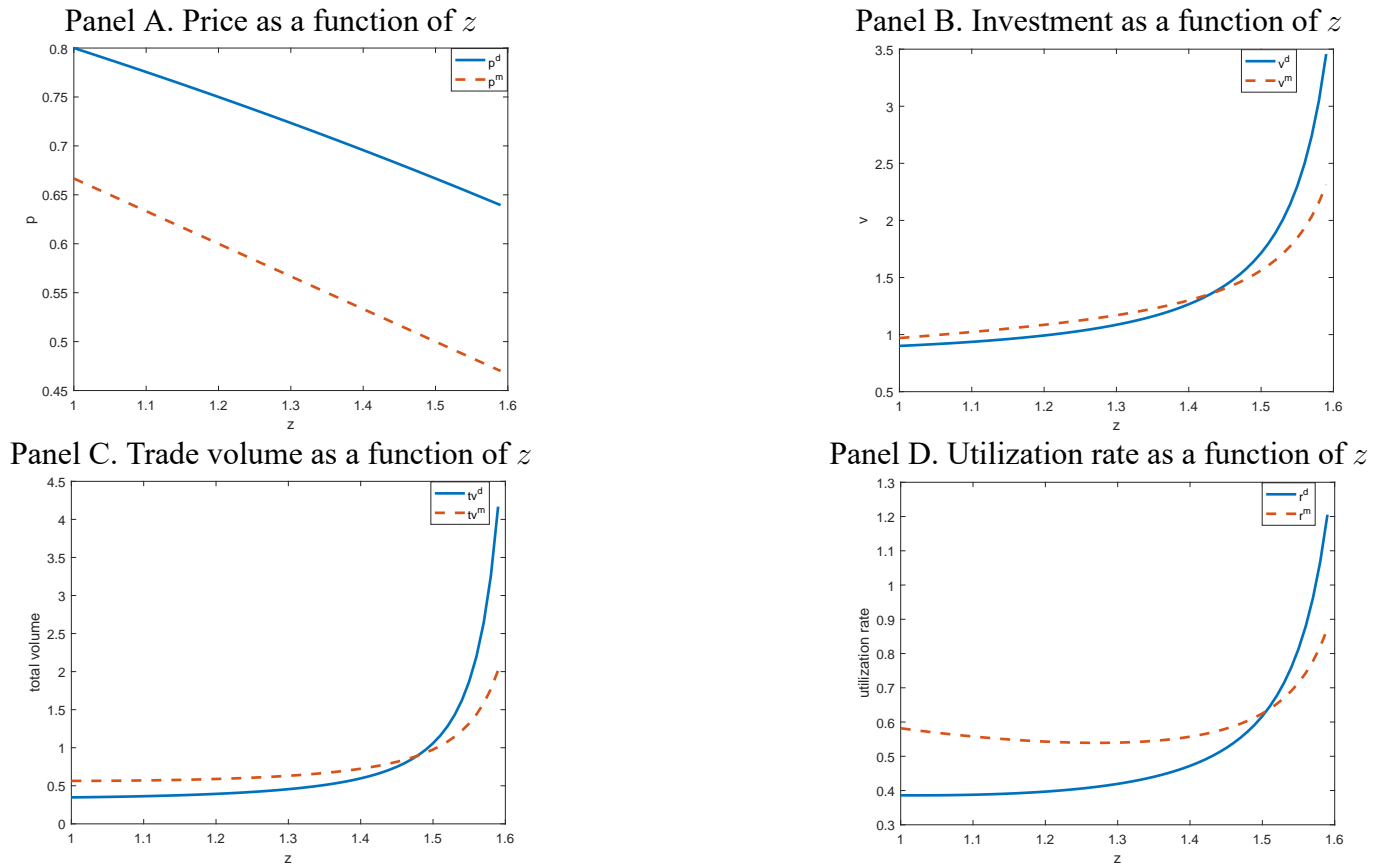 Panel A. Price as a function of z
0.8
0.75
0.7
0.65
0.6
0.55
0.5
0.45
p
1 1.1 1.2 1.3 1.4 1.5 1.6
z
p^d
p^m
Panel B. Investment as a function of z
3.5
3
2.5
2
1.5
1
0.5
v
1 1.1 1.2 1.3 1.4 1.5 1.6
z
v^d
v^m
Panel C. Trade volume as a function of z
4.5
4
3.5
3
2.5
2
1.5
1
0.5
0
total volume
1 1.1 1.2 1.3 1.4 1.5 1.6
z
tv^d
tv^m
Panel D. Utilization rate as a function of z
1.3
1.2
1.1
1
0.9
0.8
0.7
0.6
0.5
0.4
0.3
utilization rate
1 1.1 1.2 1.3 1.4 1.5 1.6
z
r^d
r^m